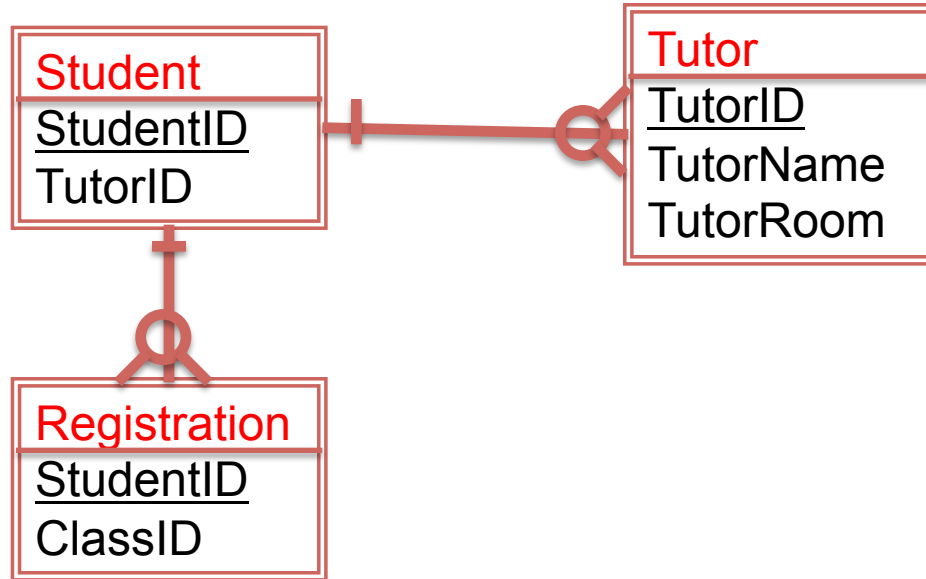 Student
StudentID
TutorID
Tutor
TutorID
TutorName
TutorRoom
Registration
StudentID
ClassID